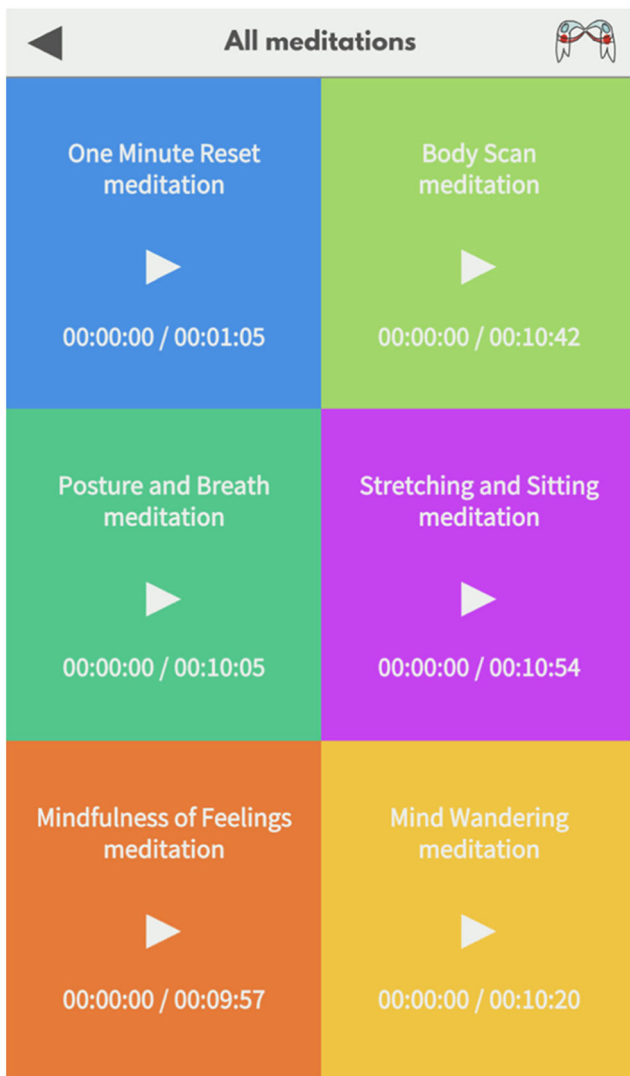 All meditations
One Minute Reset
meditation
00:00:00 / 00:01:05
Body Scan
meditation
00:00:00 / 00:10:42
Posture and Breath
meditation
00:00:00 / 00:10:05
Stretching and Sitting
meditation
00:00:00 / 00:10:54
Mindfulness of Feelings
meditation
00:00:00 / 00:09:57
Mind Wandering
meditation
00:00:00 / 00:10:20